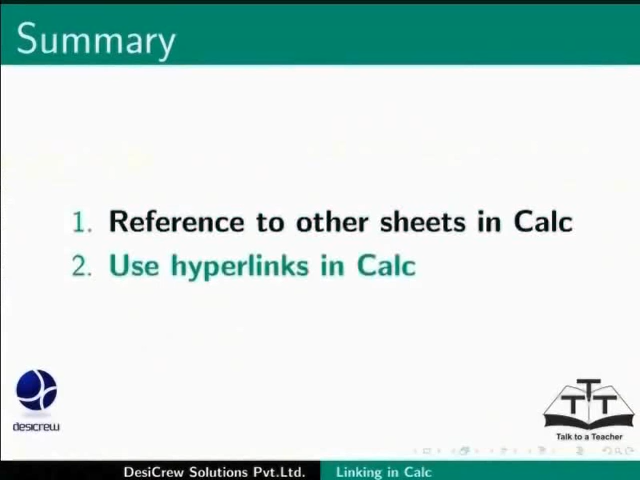 Summary
1. Reference to other sheets in Calc
2. Use hyperlinks in Calc
desicrew
TTT
Talk to a Teacher
DesiCrew Solutions Pvt.Ltd. Linking in Calc